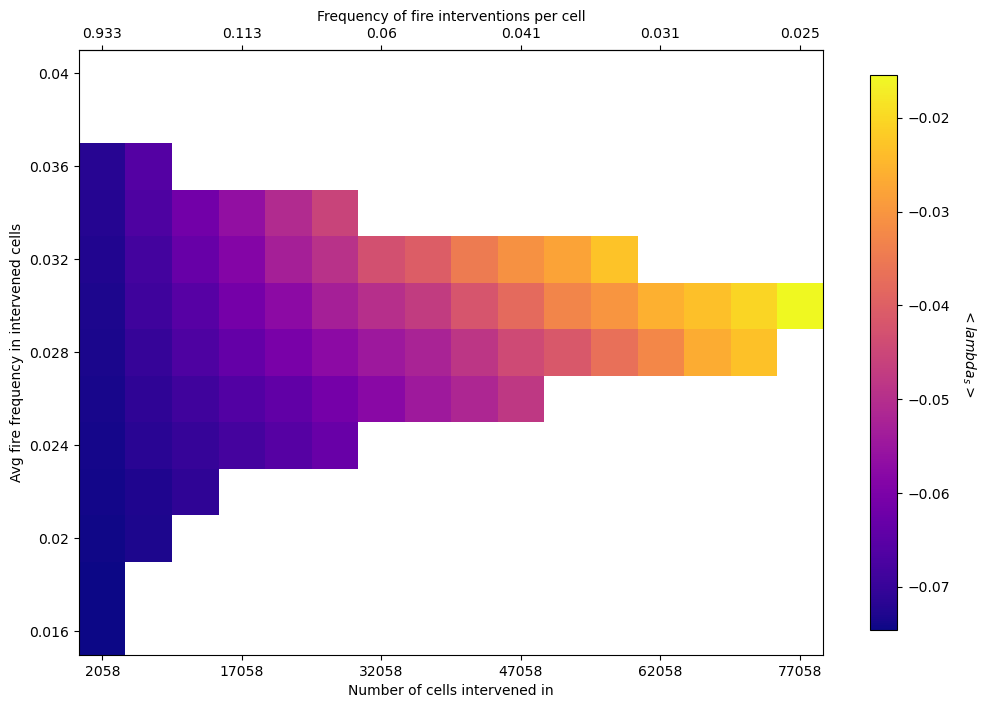 Frequency of fire interventions per cell
0.933 0.113 0.06 0.041 0.031 0.025
Avg fire frequency in intervened cells
0.04
0.036
0.032
0.028
0.024
0.02
0.016
2058 17058 32058 47058 62058 77058
Number of cells intervened in
−0.02
−0.03
−0.04
−0.05
−0.06
−0.07
< lambda_s >